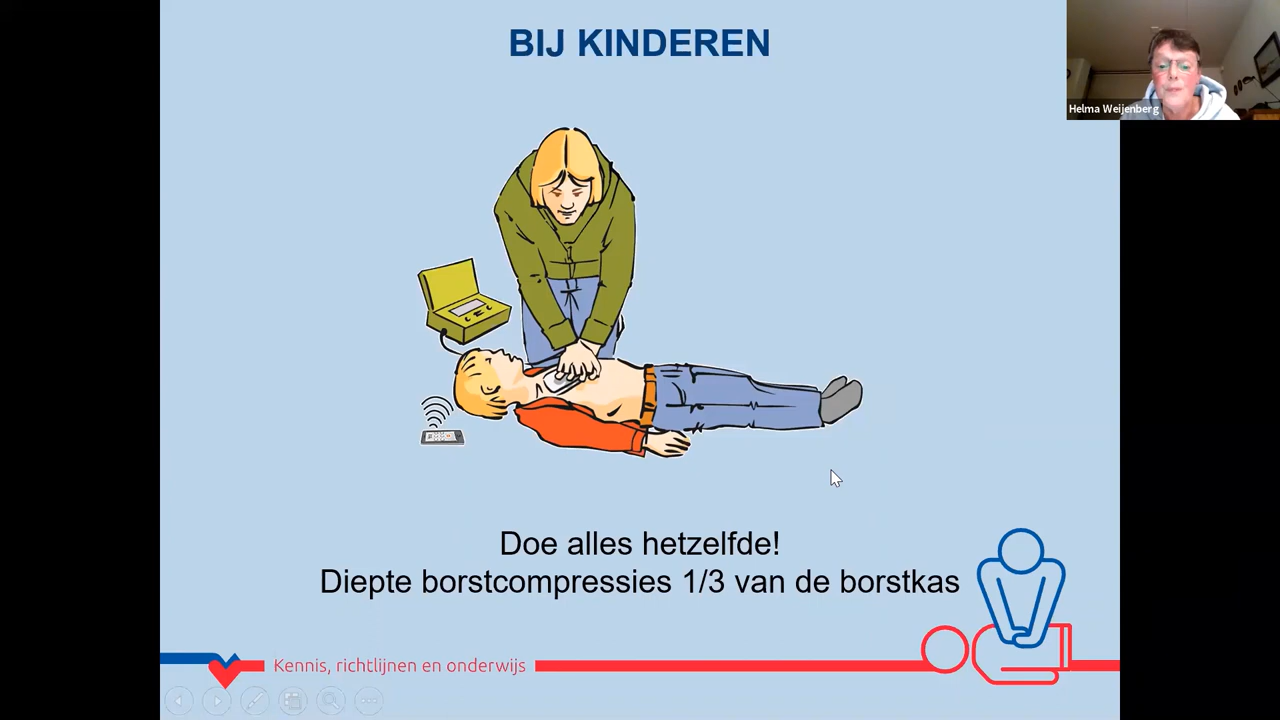 BIJ KINDEREN
Helma Weijenberg
Doe alles hetzelfde!
Diepte borstcompressies 1/3 van de borstkas
Kennis, richtlijnen en onderwijs